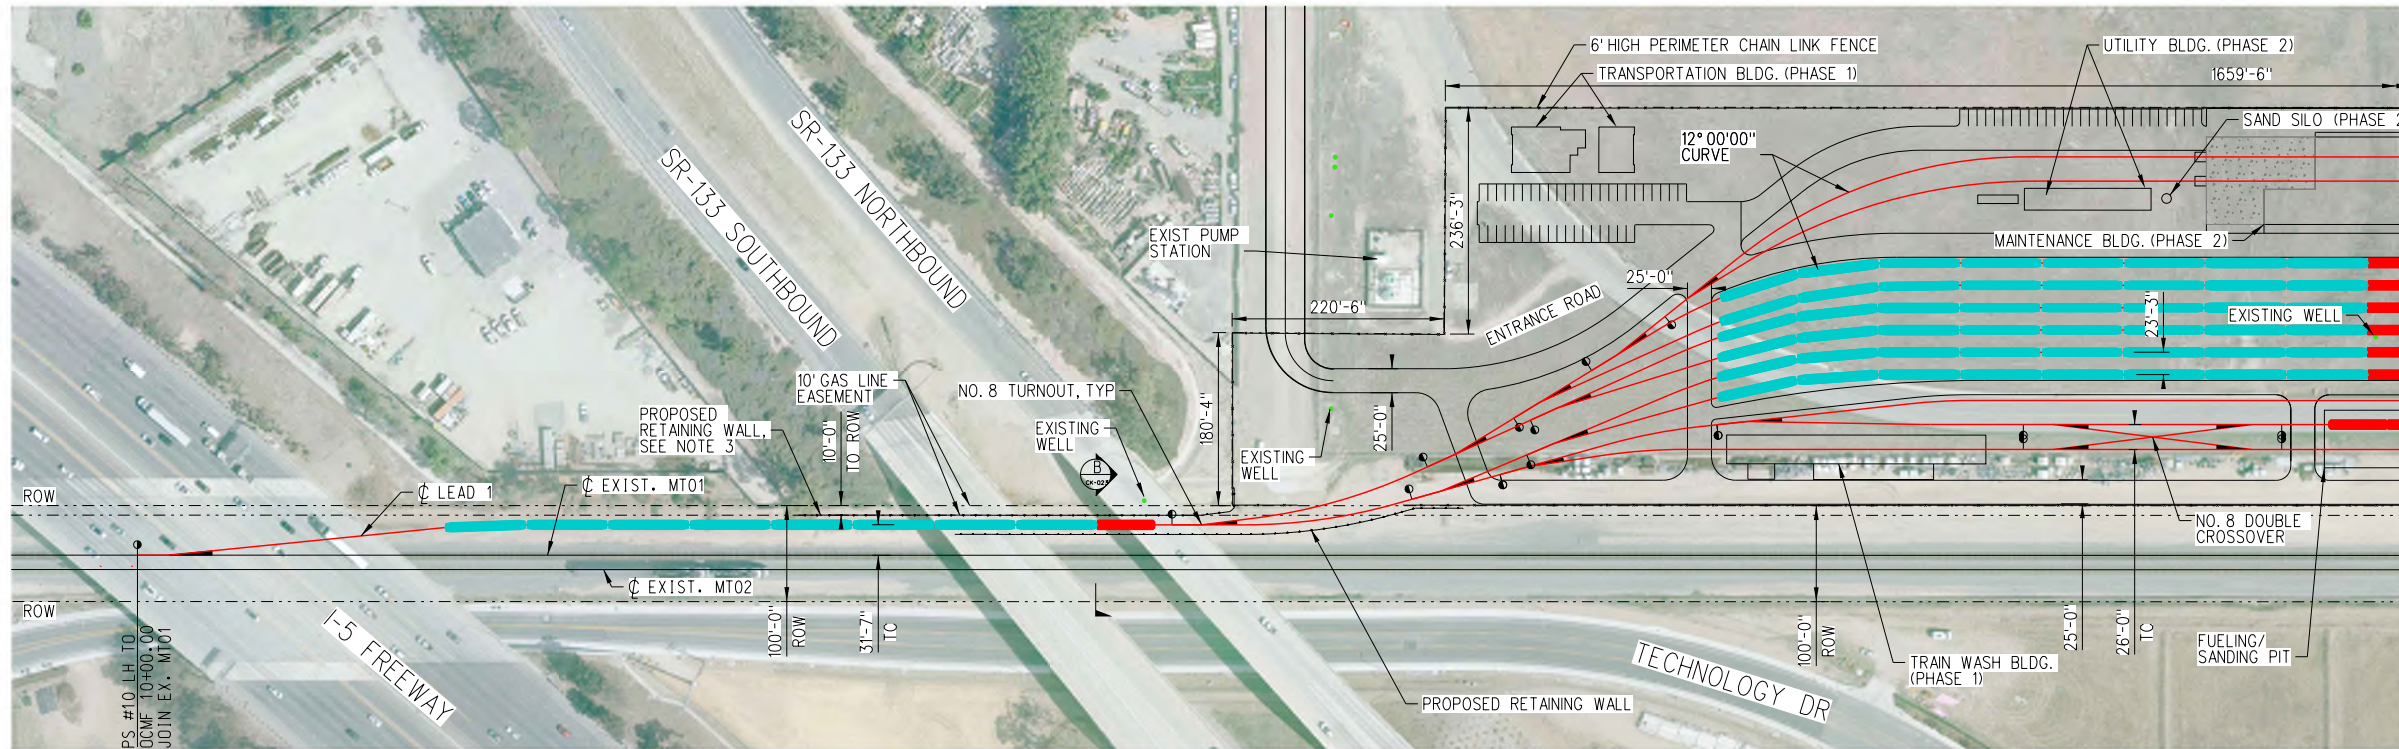 6' HIGH PERIMETER CHAIN LINK FENCE
TRANSPORTATION BLDG. (PHASE 1)
UTILITY BLDG. (PHASE 2)
1659'-6"
SAND SILO (PHASE 2
12°00'00"
CURVE
SR-133 NORTHBOUND
SR-133 SOUTHBOUND
EXIST PUMP
STATION
236'-3"
220'-6"
25'-0"
ENTRANCE ROAD
MAINTENANCE BLDG. (PHASE 2)
23'-3"
EXISTING WELL
10' GAS LINE
EASEMENT
NO. 8 TURNOUT, TYP
PROPOSED
RETAINING WALL,
SEE NOTE 3
10'-0"
TO ROW
EXISTING
WELL
180'-4"
EXISTING
WELL
25'-0"
B
CK-023
ROW
℄ LEAD 1
℄ EXIST. MT01
℄ EXIST. MT02
ROW
I-5 FREEWAY
PS #10 LH TO
OCMF 10+00.00
JOIN EX. MT01
100'-0"
ROW
31'-7"
TC
PROPOSED RETAINING WALL
TECHNOLOGY DR
100'-0"
ROW
TRAIN WASH BLDG.
(PHASE 1)
25'-0"
26'-0"
TC
NO. 8 DOUBLE
CROSSOVER
FUELING/
SANDING PIT